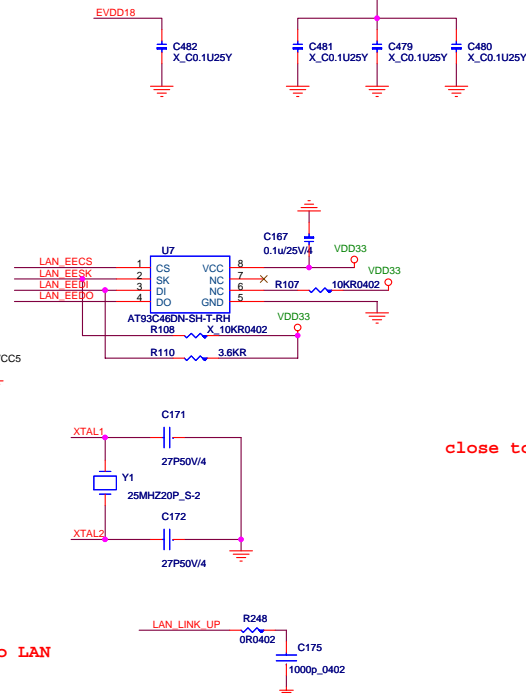 EVDD18
C482
X_C0.1U25Y
C481
X_C0.1U25Y
C479
X_C0.1U25Y
C480
X_C0.1U25Y
C167
0.1u/25V/4
VDD33
VDD33
U7
LAN_EECS 1 CS VCC 8
LAN_EESK 2 SK NC 7
LAN_EEDI 3 DI NC 6 R107 10KR0402
LAN_EEDO 4 DO GND 5
AT93C46DN-SH-T-RH
VDD33
R108 X_10KR0402
R110 3.6KR
CC5
C171
XTAL1
27P50V/4
close to
Y1
25MHZ20P_S-2
C172
XTAL2
27P50V/4
R248
LAN_LINK_UP
0R0402
C175
o LAN
1000p_0402